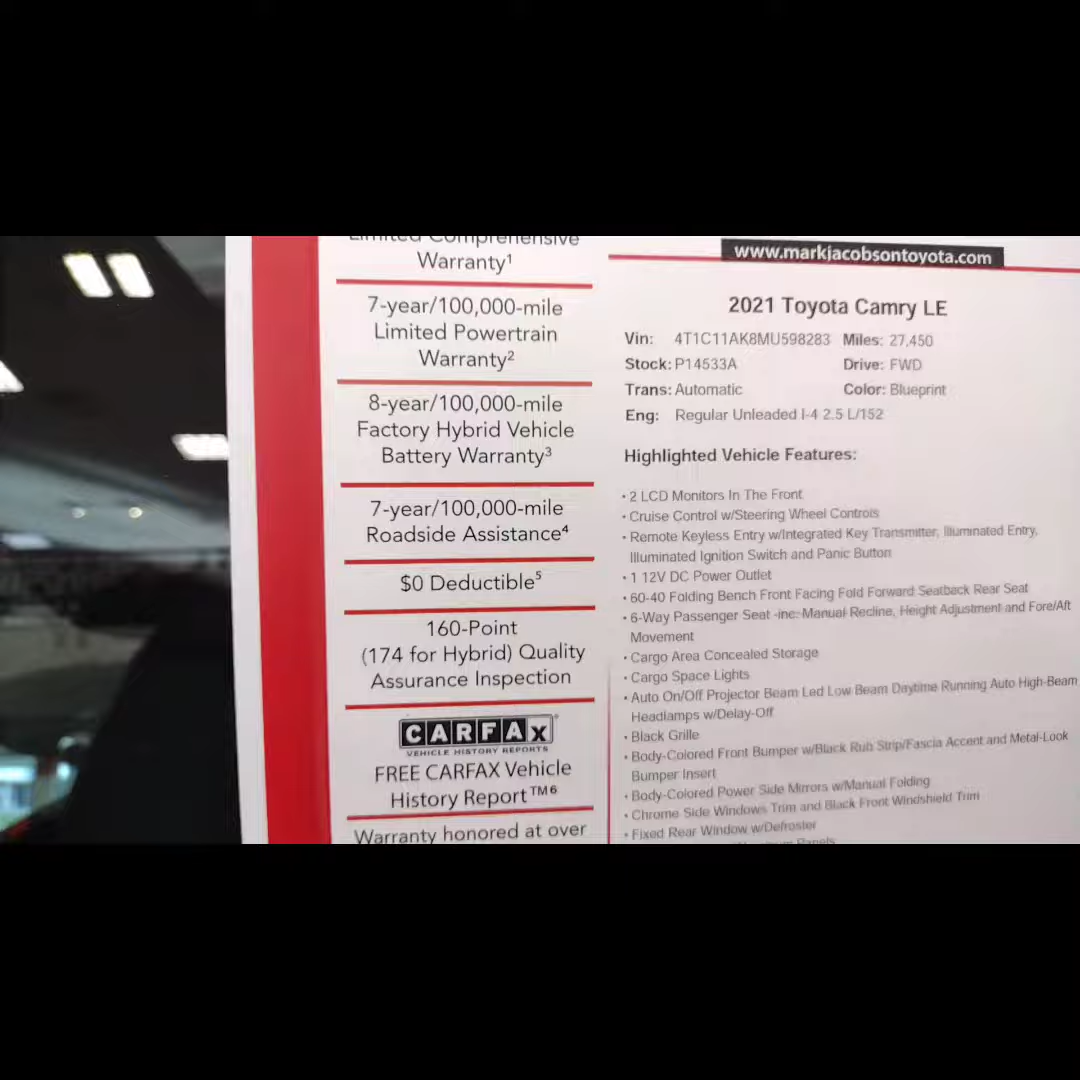 Limited Comprehensive
Warranty¹
7-year/100,000-mile
Limited Powertrain
Warranty²
8-year/100,000-mile
Factory Hybrid Vehicle
Battery Warranty³
7-year/100,000-mile
Roadside Assistance⁴
$0 Deductible⁵
160-Point
(174 for Hybrid) Quality
Assurance Inspection
CARFAX
VEHICLE HISTORY REPORTS
FREE CARFAX Vehicle
History Report™⁶
Warranty honored at over
www.markjacobsontoyota.com
2021 Toyota Camry LE
Vin: 4T1C11AK8MU598283 Miles: 27,450
Stock: P14533A Drive: FWD
Trans: Automatic Color: Blueprint
Eng: Regular Unleaded I-4 2.5 L/152
Highlighted Vehicle Features:
• 2 LCD Monitors In The Front
• Cruise Control w/Steering Wheel Controls
• Remote Keyless Entry w/Integrated Key Transmitter, Illuminated Entry,
Illuminated Ignition Switch and Panic Button
• 1 12V DC Power Outlet
• 60-40 Folding Bench Front Facing Fold Forward Seatback Rear Seat
• 6-Way Passenger Seat -inc: Manual Recline, Height Adjustment and Fore/Aft
Movement
• Cargo Area Concealed Storage
• Cargo Space Lights
• Auto On/Off Projector Beam Led Low Beam Daytime Running Auto High-Beam
Headlamps w/Delay-Off
• Black Grille
• Body-Colored Front Bumper w/Black Rub Strip/Fascia Accent and Metal-Look
Bumper Insert
• Body-Colored Power Side Mirrors w/Manual Folding
• Chrome Side Windows Trim and Black Front Windshield Trim
• Fixed Rear Window w/Defroster
Panels